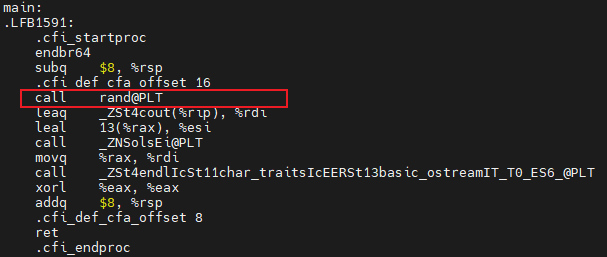 main:
.LFB1591:
.cfi_startproc
endbr64
subq $8, %rsp
.cfi_def_cfa_offset 16
call rand@PLT
leaq _ZSt4cout(%rip), %rdi
leal 13(%rax), %esi
call _ZNSolsEi@PLT
movq %rax, %rdi
call _ZSt4endlIcSt11char_traitsIcEERSt13basic_ostreamIT_T0_ES6_@PLT
xorl %eax, %eax
addq $8, %rsp
.cfi_def_cfa_offset 8
ret
.cfi_endproc